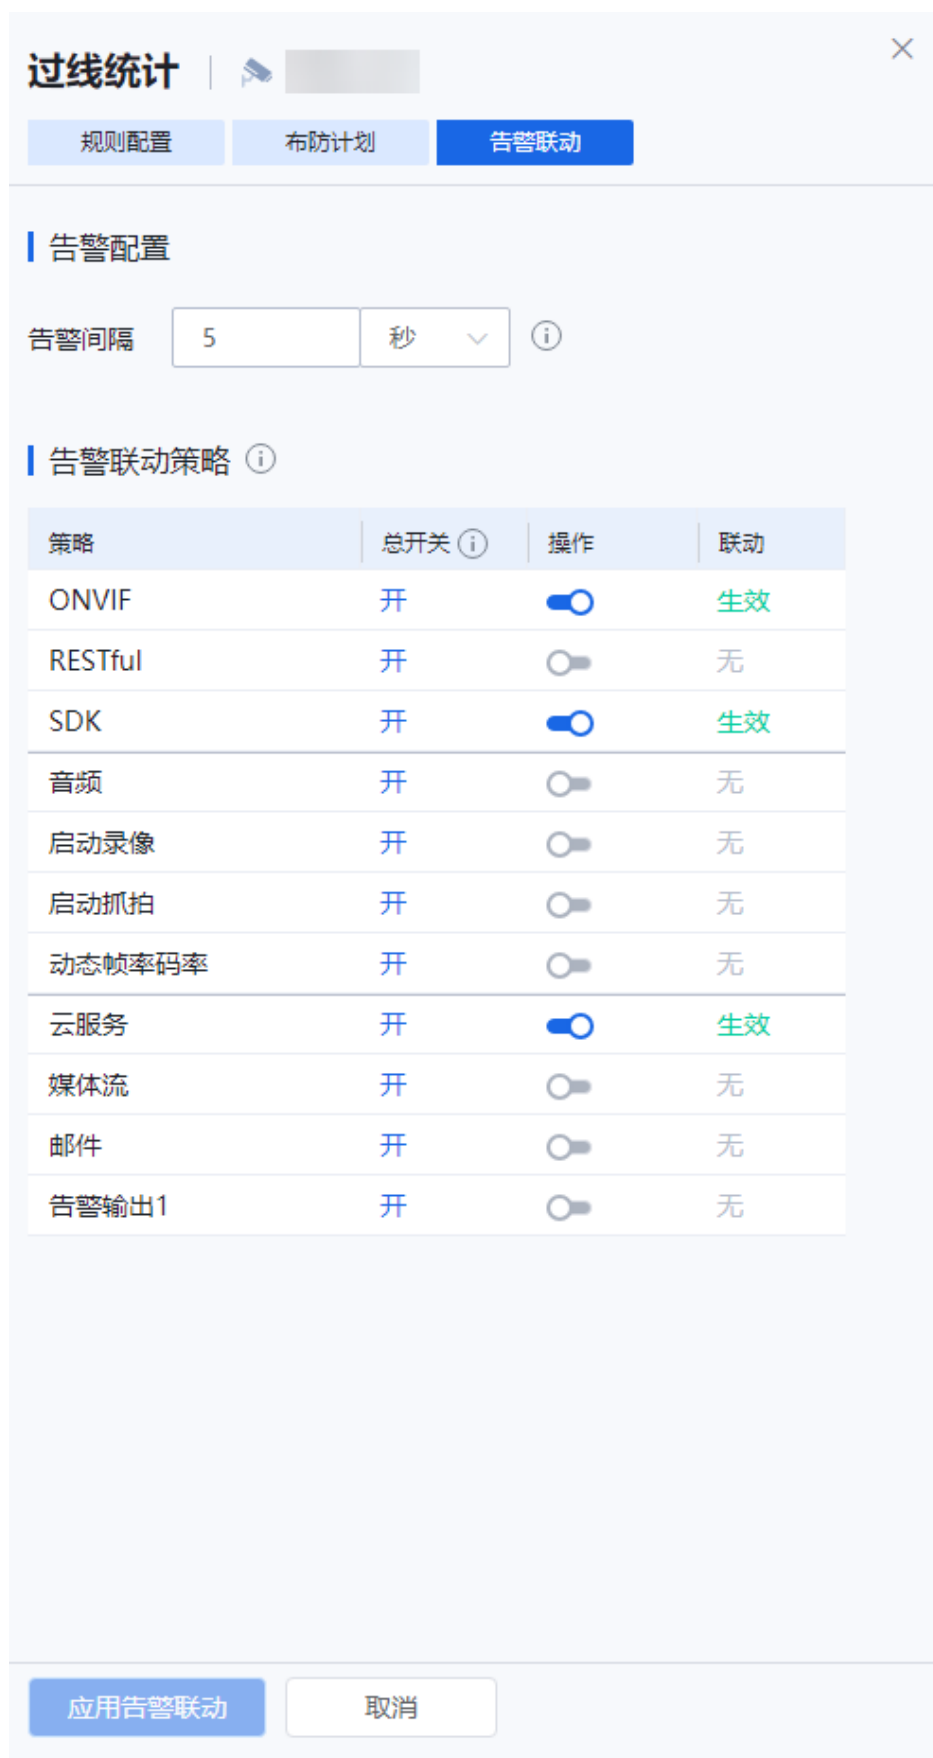 过线统计
规则配置 布防计划 告警联动
告警配置
告警间隔 5 秒
告警联动策略
策略 总开关 操作 联动
ONVIF 开 生效
RESTful 开 无
SDK 开 生效
音频 开 无
启动录像 开 无
启动抓拍 开 无
动态帧率码率 开 无
云服务 开 生效
媒体流 开 无
邮件 开 无
告警输出1 开 无
应用告警联动 取消